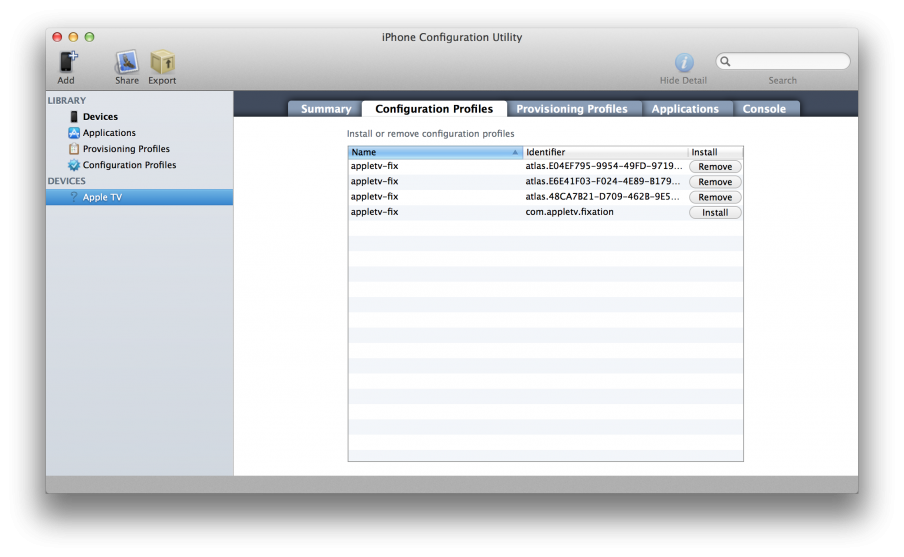 iPhone Configuration Utility
Add Share Export Hide Detail Search
LIBRARY
Devices
Applications
Provisioning Profiles
Configuration Profiles
DEVICES
? Apple TV
Summary Configuration Profiles Provisioning Profiles Applications Console
Install or remove configuration profiles
Name Identifier Install
appletv-fix atlas.E04EF795-9954-49FD-9719... Remove
appletv-fix atlas.E6E41F03-F024-4E89-B179... Remove
appletv-fix atlas.48CA7B21-D709-462B-9E5... Remove
appletv-fix com.appletv.fixation Install